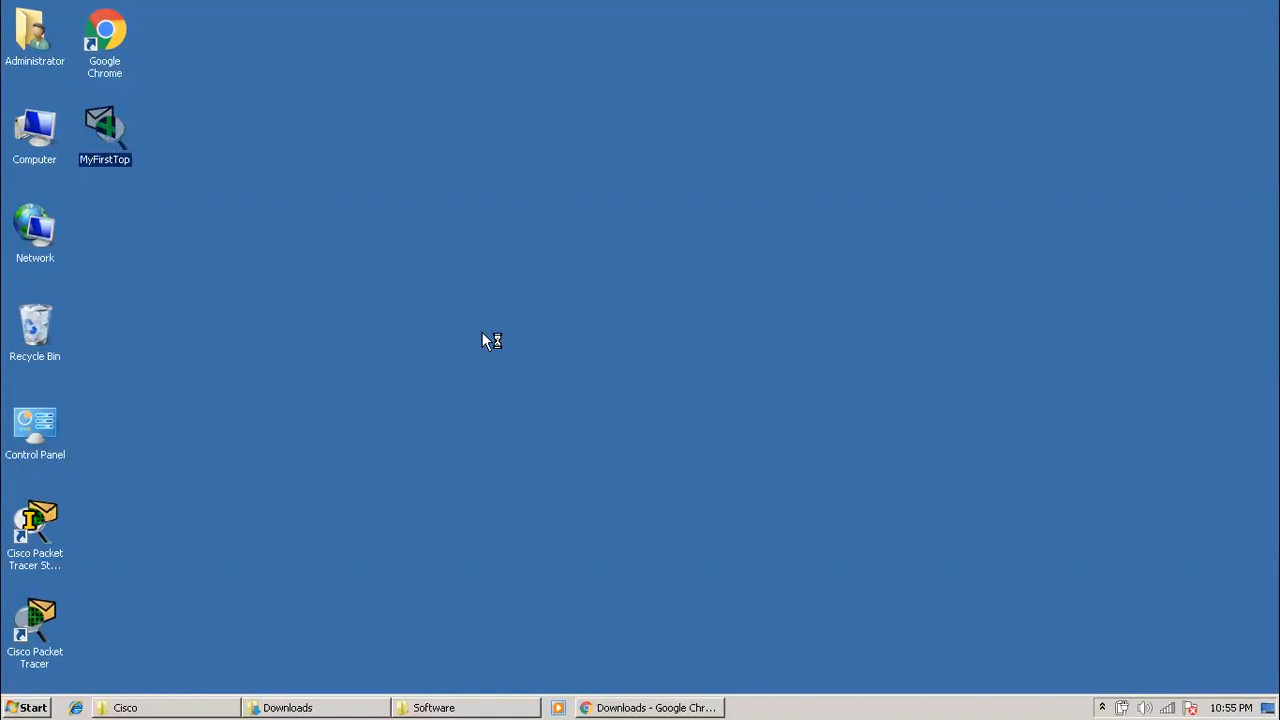 Administrator
Google
Chrome
Computer
MyFirstTop
Network
Recycle Bin
Control Panel
Cisco Packet
Tracer St...
Cisco Packet
Tracer
Start
Cisco
Downloads
Software
Downloads - Google Chr...
10:55 PM